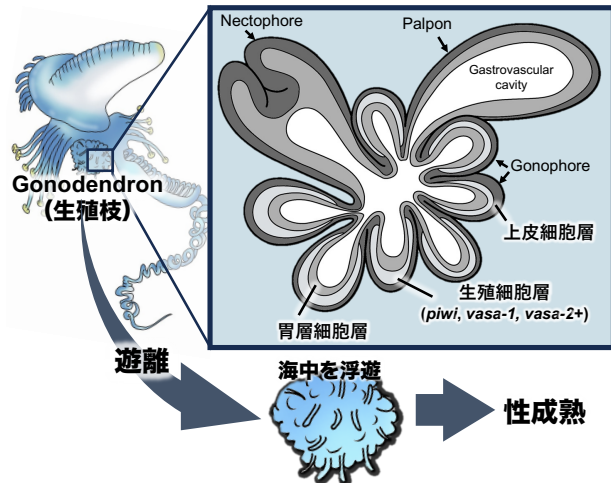 Nectophore
Palpon
Gastrovascular
cavity
Gonophore
上皮細胞層
生殖細胞層
(piwi, vasa-1, vasa-2+)
胃層細胞層
Gonodendron
(生殖枝)
遊離
海中を浮遊
性成熟